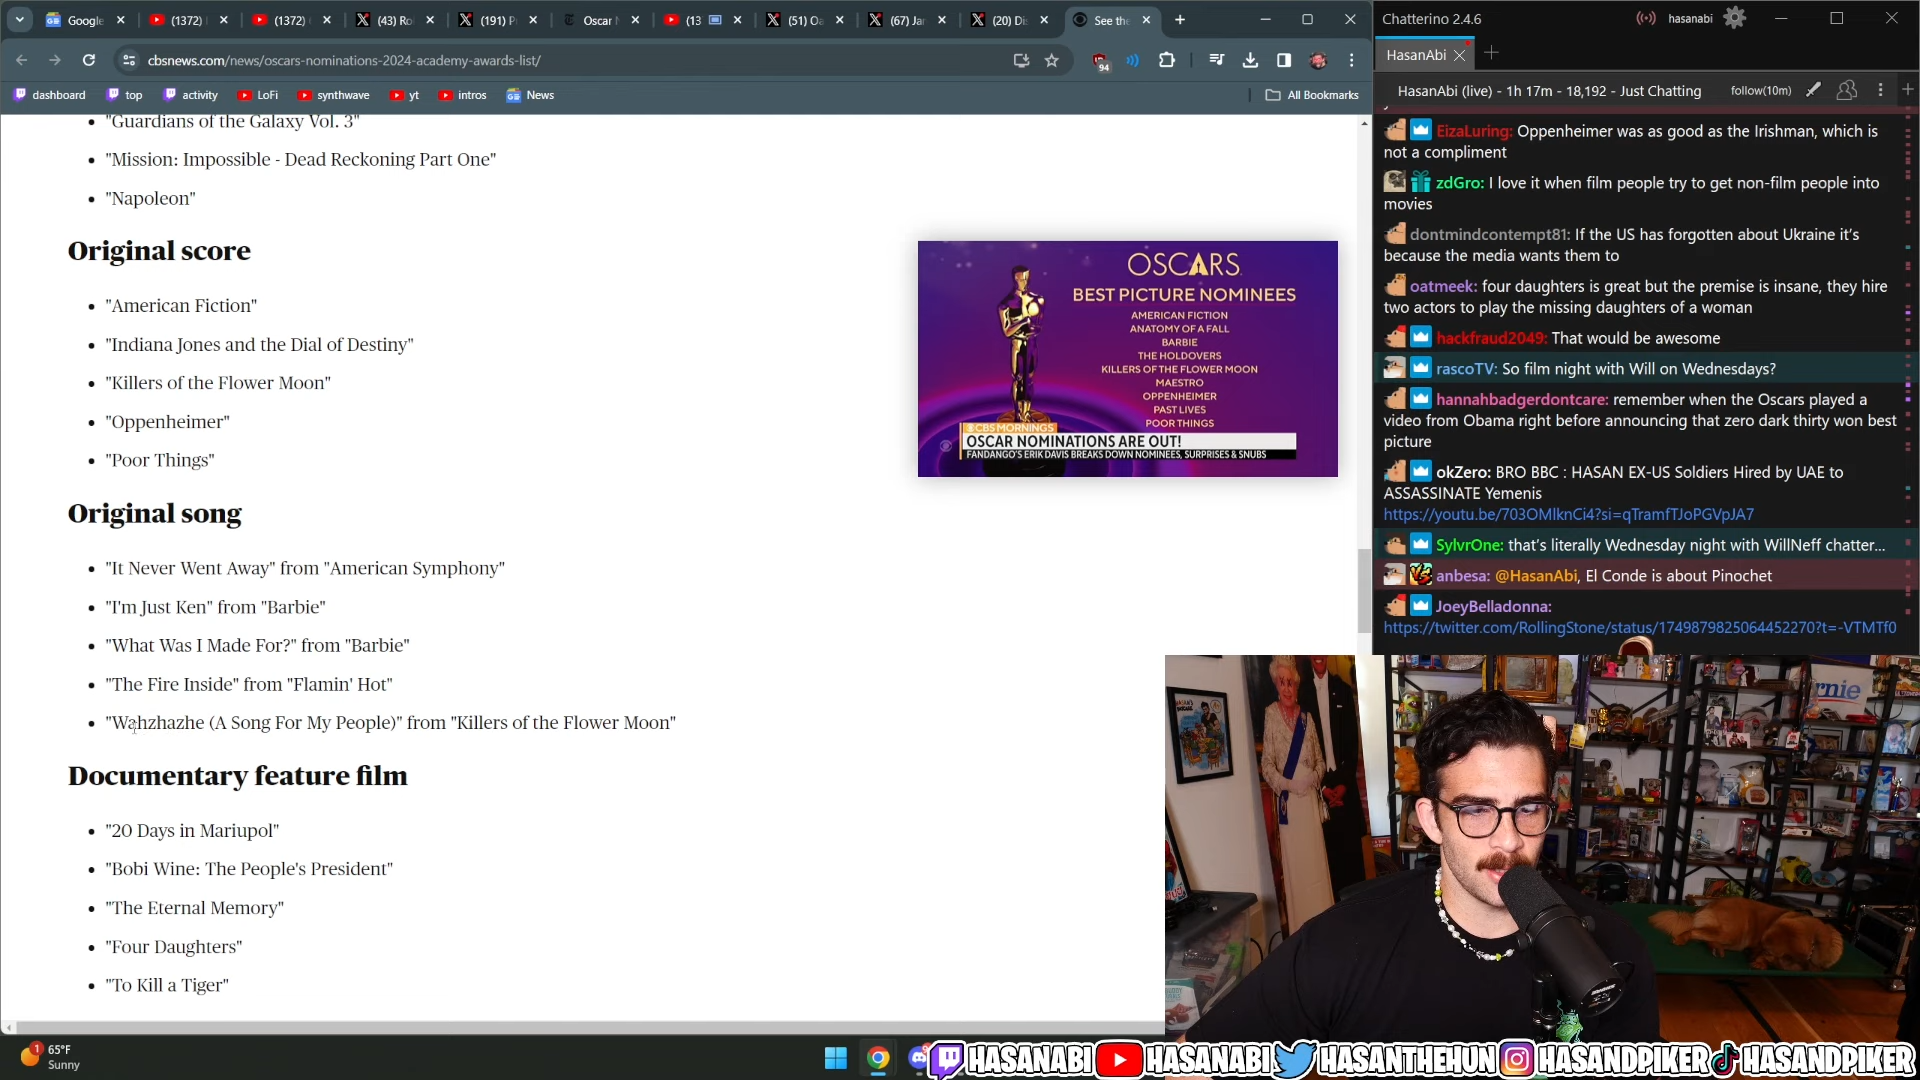 Google
(1372)
(1372)
(43) Ro
(191) P
Oscar
(13
(51) Oa
(67) Ja
(20) Di
See the
cbsnews.com/news/oscars-nominations-2024-academy-awards-list/
94
dashboard
top
activity
LoFi
synthwave
yt
intros
News
All Bookmarks
"Guardians of the Galaxy Vol. 3"
"Mission: Impossible - Dead Reckoning Part One"
"Napoleon"
Original score
"American Fiction"
"Indiana Jones and the Dial of Destiny"
"Killers of the Flower Moon"
"Oppenheimer"
"Poor Things"
Original song
"It Never Went Away" from "American Symphony"
"I'm Just Ken" from "Barbie"
"What Was I Made For?" from "Barbie"
"The Fire Inside" from "Flamin' Hot"
"Wahzhazhe (A Song For My People)" from "Killers of the Flower Moon"
Documentary feature film
"20 Days in Mariupol"
"Bobi Wine: The People's President"
"The Eternal Memory"
"Four Daughters"
"To Kill a Tiger"
OSCARS
BEST PICTURE NOMINEES
AMERICAN FICTION
ANATOMY OF A FALL
BARBIE
THE HOLDOVERS
KILLERS OF THE FLOWER MOON
MAESTRO
OPPENHEIMER
PAST LIVES
POOR THINGS
CBS MORNINGS
OSCAR NOMINATIONS ARE OUT!
FANDANGO'S ERIK DAVIS BREAKS DOWN NOMINEES, SURPRISES & SNUBS
Chatterino 2.4.6
hasanabi
HasanAbi
HasanAbi (live) - 1h 17m - 18,192 - Just Chatting
follow(10m)
EizaLuring: Oppenheimer was as good as the Irishman, which is
not a compliment
zdGro: I love it when film people try to get non-film people into
movies
dontmindcontempt81: If the US has forgotten about Ukraine it's
because the media wants them to
oatmeek: four daughters is great but the premise is insane, they hire
two actors to play the missing daughters of a woman
hackfraud2049: That would be awesome
rascoTV: So film night with Will on Wednesdays?
hannahbadgerdontcare: remember when the Oscars played a
video from Obama right before announcing that zero dark thirty won best
picture
okZero: BRO BBC : HASAN EX-US Soldiers Hired by UAE to
ASSASSINATE Yemenis
https://youtu.be/703OMlknCi4?si=qTramfTJoPGVpJA7
SylvrOne: that's literally Wednesday night with WillNeff chatter...
anbesa: @HasanAbi, El Conde is about Pinochet
JoeyBelladonna:
https://twitter.com/RollingStone/status/1749879825064452270?t=-VTMTf0
rnie
1
65°F
Sunny
HASANABI
HASANABI
HASANTHEHUN
HASANDPIKER
HASANDPIKER